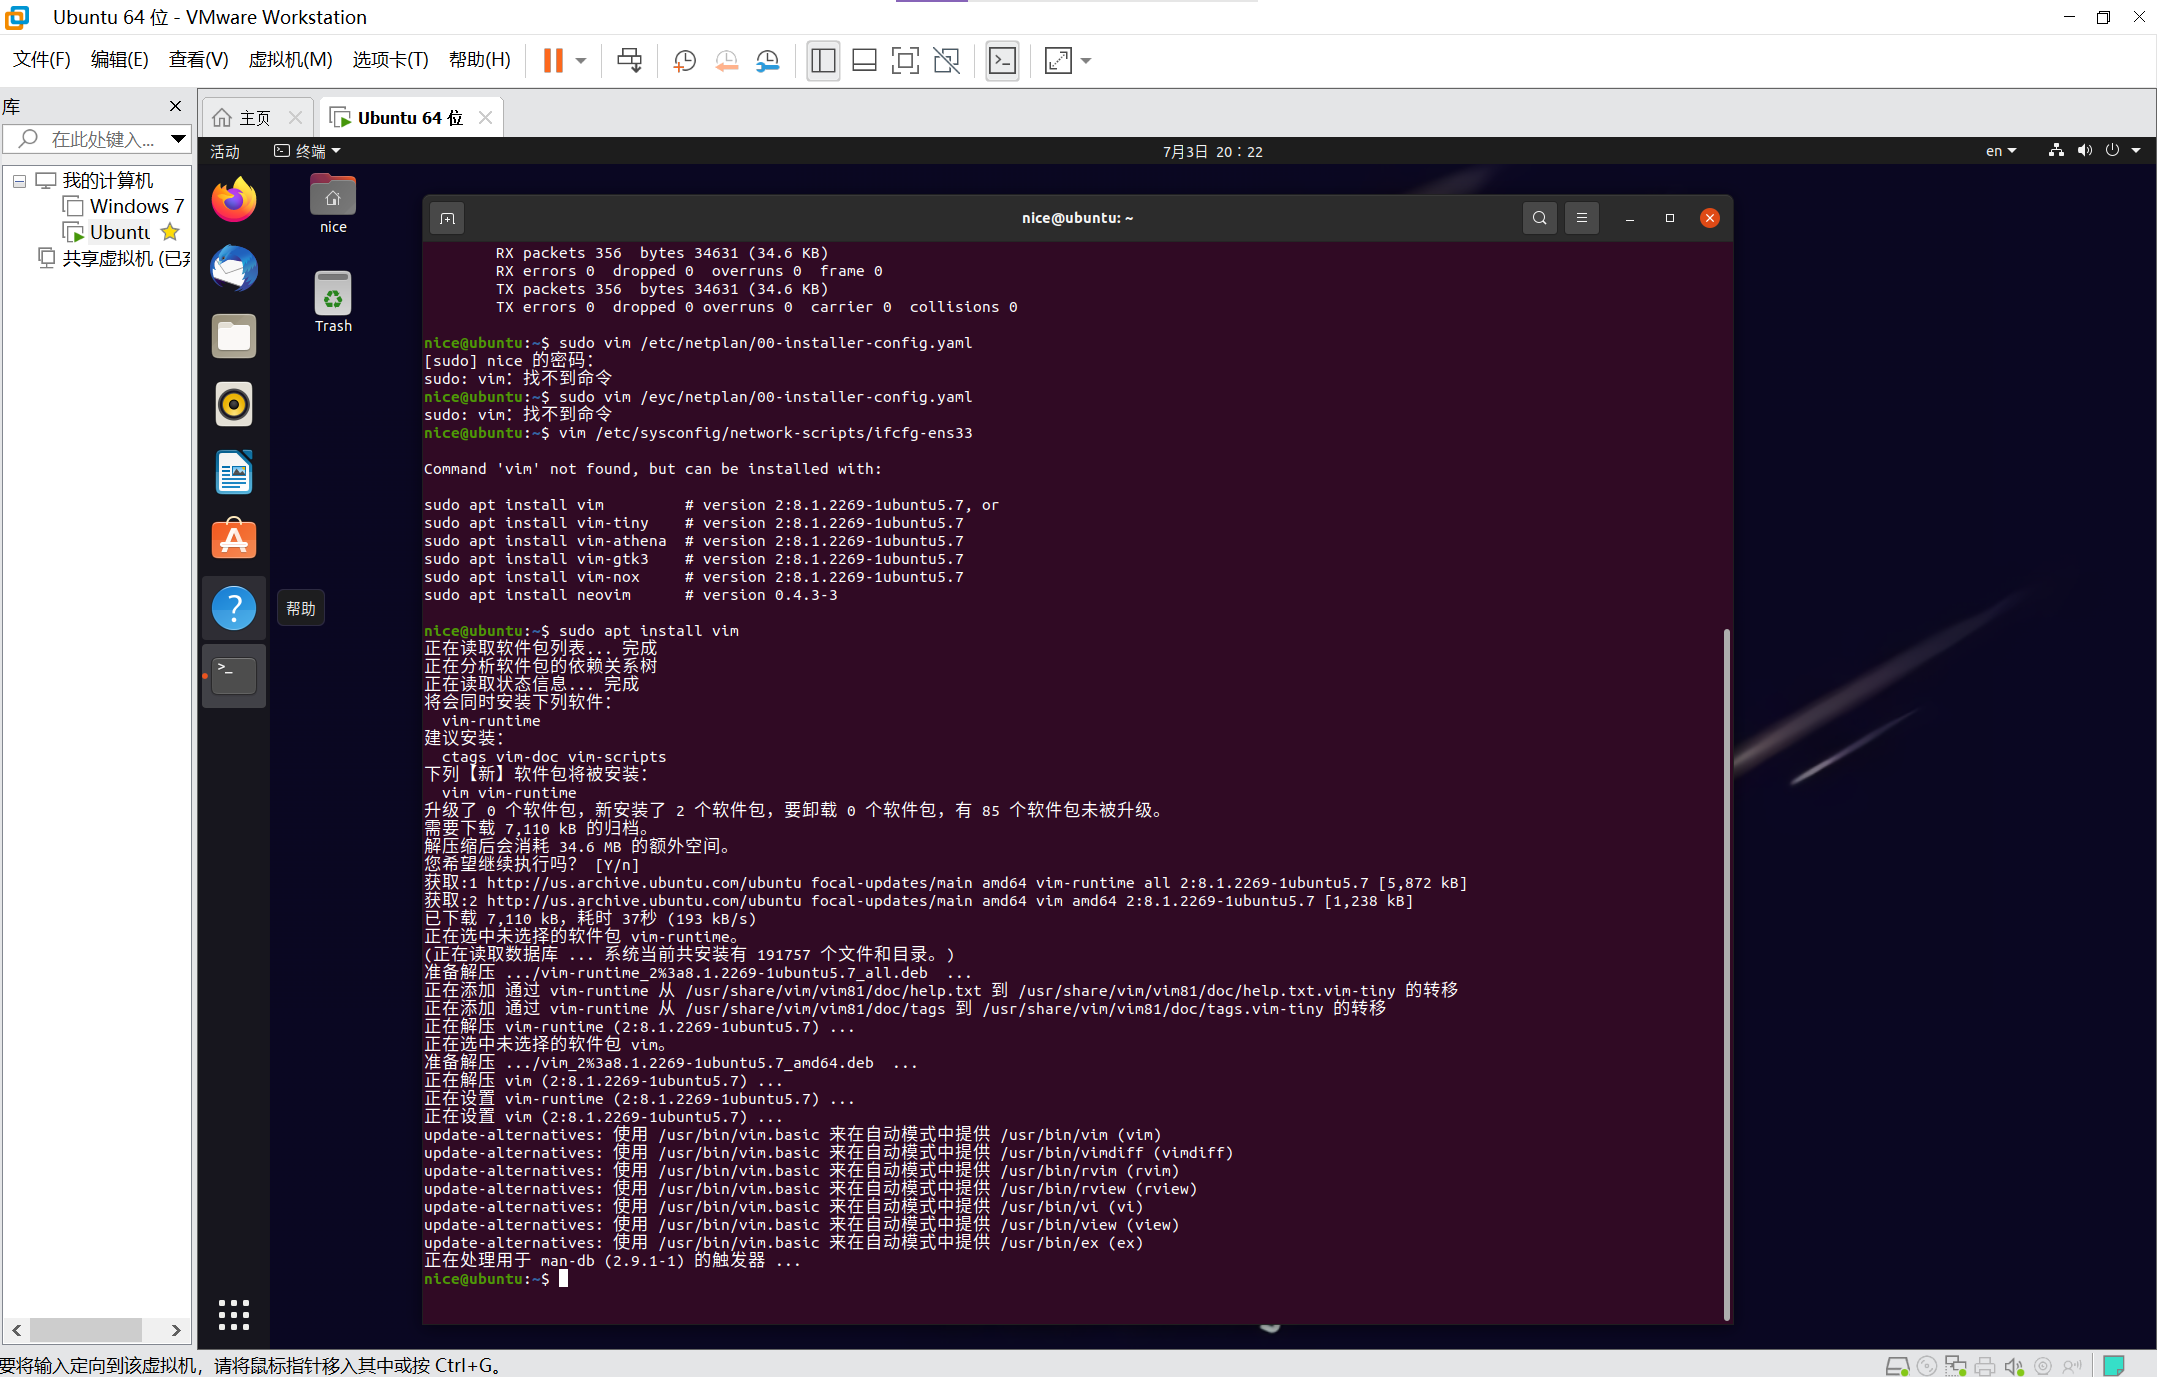 Ubuntu 64 位 - VMware Workstation
文件(F) 编辑(E) 查看(V) 虚拟机(M) 选项卡(T) 帮助(H)
库
在此处键入...
我的计算机
Windows 7
Ubuntu
共享虚拟机 (已
主页
Ubuntu 64 位
活动 终端 7月3日 20：22 en
nice
Trash
帮助
nice@ubuntu: ~
RX packets 356 bytes 34631 (34.6 KB)
RX errors 0 dropped 0 overruns 0 frame 0
TX packets 356 bytes 34631 (34.6 KB)
TX errors 0 dropped 0 overruns 0 carrier 0 collisions 0
nice@ubuntu:~$ sudo vim /etc/netplan/00-installer-config.yaml
[sudo] nice 的密码：
sudo: vim：找不到命令
nice@ubuntu:~$ sudo vim /eyc/netplan/00-installer-config.yaml
sudo: vim：找不到命令
nice@ubuntu:~$ vim /etc/sysconfig/network-scripts/ifcfg-ens33
Command 'vim' not found, but can be installed with:
sudo apt install vim # version 2:8.1.2269-1ubuntu5.7, or
sudo apt install vim-tiny # version 2:8.1.2269-1ubuntu5.7
sudo apt install vim-athena # version 2:8.1.2269-1ubuntu5.7
sudo apt install vim-gtk3 # version 2:8.1.2269-1ubuntu5.7
sudo apt install vim-nox # version 2:8.1.2269-1ubuntu5.7
sudo apt install neovim # version 0.4.3-3
nice@ubuntu:~$ sudo apt install vim
正在读取软件包列表... 完成
正在分析软件包的依赖关系树
正在读取状态信息... 完成
将会同时安装下列软件：
vim-runtime
建议安装：
ctags vim-doc vim-scripts
下列【新】软件包将被安装：
vim vim-runtime
升级了 0 个软件包，新安装了 2 个软件包，要卸载 0 个软件包，有 85 个软件包未被升级。
需要下载 7,110 kB 的归档。
解压缩后会消耗 34.6 MB 的额外空间。
您希望继续执行吗？ [Y/n]
获取:1 http://us.archive.ubuntu.com/ubuntu focal-updates/main amd64 vim-runtime all 2:8.1.2269-1ubuntu5.7 [5,872 kB]
获取:2 http://us.archive.ubuntu.com/ubuntu focal-updates/main amd64 vim amd64 2:8.1.2269-1ubuntu5.7 [1,238 kB]
已下载 7,110 kB，耗时 37秒 (193 kB/s)
正在选中未选择的软件包 vim-runtime。
(正在读取数据库 ... 系统当前共安装有 191757 个文件和目录。)
准备解压 .../vim-runtime_2%3a8.1.2269-1ubuntu5.7_all.deb ...
正在添加 通过 vim-runtime 从 /usr/share/vim/vim81/doc/help.txt 到 /usr/share/vim/vim81/doc/help.txt.vim-tiny 的转移
正在添加 通过 vim-runtime 从 /usr/share/vim/vim81/doc/tags 到 /usr/share/vim/vim81/doc/tags.vim-tiny 的转移
正在解压 vim-runtime (2:8.1.2269-1ubuntu5.7) ...
正在选中未选择的软件包 vim。
准备解压 .../vim_2%3a8.1.2269-1ubuntu5.7_amd64.deb ...
正在解压 vim (2:8.1.2269-1ubuntu5.7) ...
正在设置 vim-runtime (2:8.1.2269-1ubuntu5.7) ...
正在设置 vim (2:8.1.2269-1ubuntu5.7) ...
update-alternatives: 使用 /usr/bin/vim.basic 来在自动模式中提供 /usr/bin/vim (vim)
update-alternatives: 使用 /usr/bin/vim.basic 来在自动模式中提供 /usr/bin/vimdiff (vimdiff)
update-alternatives: 使用 /usr/bin/vim.basic 来在自动模式中提供 /usr/bin/rvim (rvim)
update-alternatives: 使用 /usr/bin/vim.basic 来在自动模式中提供 /usr/bin/rview (rview)
update-alternatives: 使用 /usr/bin/vim.basic 来在自动模式中提供 /usr/bin/vi (vi)
update-alternatives: 使用 /usr/bin/vim.basic 来在自动模式中提供 /usr/bin/view (view)
update-alternatives: 使用 /usr/bin/vim.basic 来在自动模式中提供 /usr/bin/ex (ex)
正在处理用于 man-db (2.9.1-1) 的触发器 ...
nice@ubuntu:~$
要将输入定向到该虚拟机，请将鼠标指针移入其中或按 Ctrl+G。